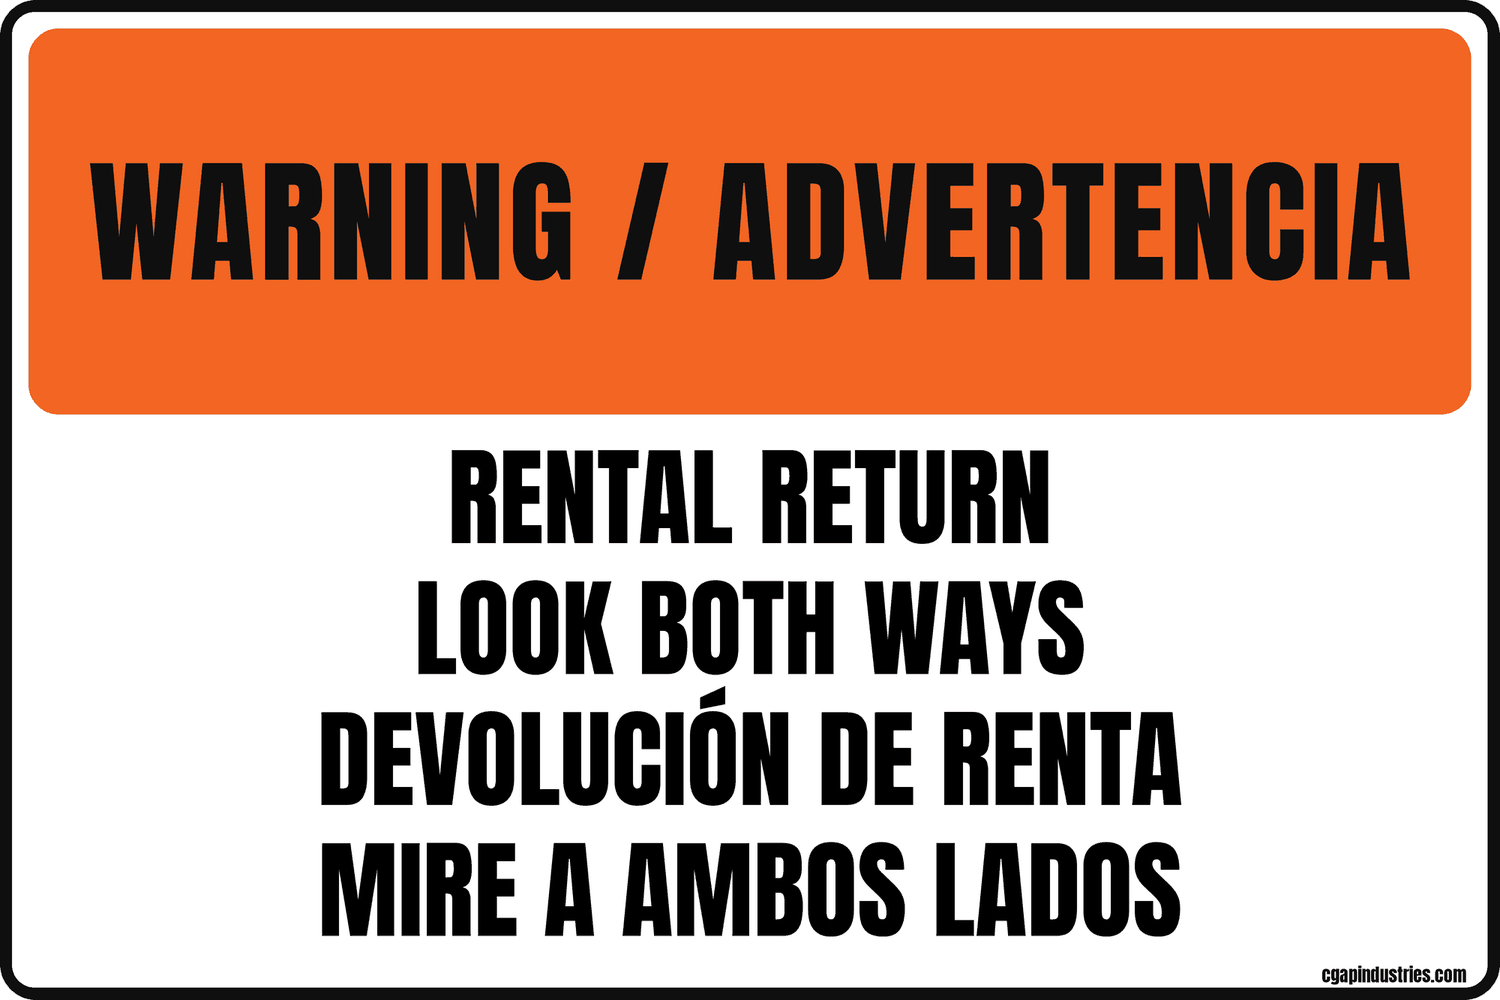 WARNING / ADVERTENCIA
RENTAL RETURN
LOOK BOTH WAYS
DEVOLUCIÓN DE RENTA
MIRE A AMBOS LADOS
cgapindustries.com